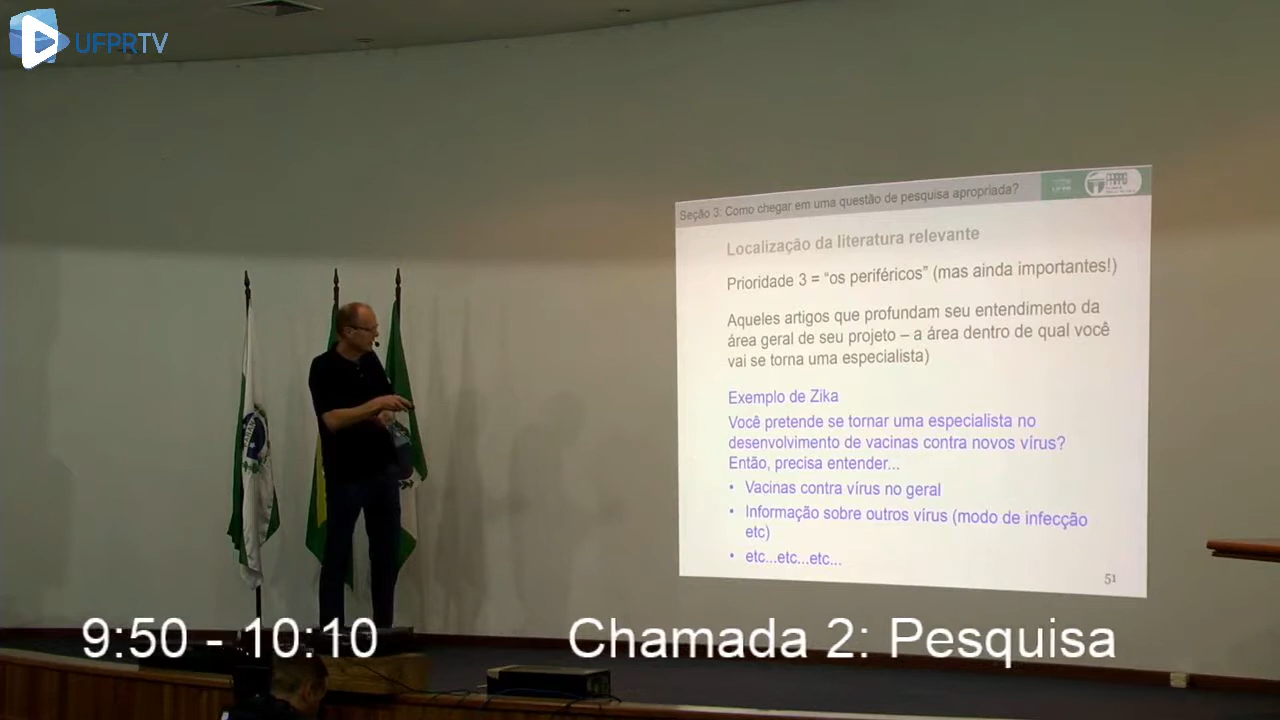 UFPRTV
Seção 3: Como chegar em uma questão de pesquisa apropriada?
Localização da literatura relevante
Prioridade 3 = “os periféricos” (mas ainda importantes!)
Aqueles artigos que profundam seu entendimento da
área geral de seu projeto – a área dentro de qual você
vai se torna uma especialista)
Exemplo de Zika
Você pretende se tornar uma especialista no
desenvolvimento de vacinas contra novos vírus?
Então, precisa entender...
• Vacinas contra vírus no geral
• Informação sobre outros vírus (modo de infecção
etc)
• etc...etc...etc...
51
9:50 - 10:10
Chamada 2: Pesquisa